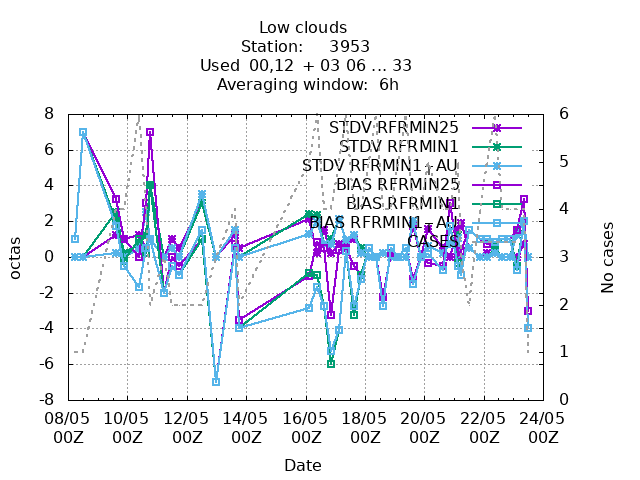 Low clouds
Station: 3953
Used 00,12 + 03 06 ... 33
Averaging window: 6h
8
6
4
2
0
-2
-4
-6
-8
octas
6
5
4
3
2
1
0
No cases
STDV RFRMIN25
STDV RFRMIN1
STDV RFRMIN1-AU
BIAS RFRMIN25
BIAS RFRMIN1
BIAS RFRMIN1-AU
CASES
08/05 10/05 12/05 14/05 16/05 18/05 20/05 22/05 24/05
00Z 00Z 00Z 00Z 00Z 00Z 00Z 00Z 00Z
Date